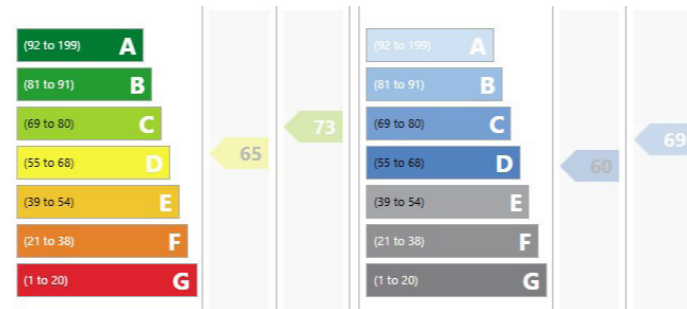 (92 to 199) A
(81 to 91) B
(69 to 80) C
(55 to 68) D
(39 to 54) E
(21 to 38) F
(1 to 20) G
65
73
(92 to 199) A
(81 to 91) B
(69 to 80) C
(55 to 68) D
(39 to 54) E
(21 to 38) F
(1 to 20) G
60
69